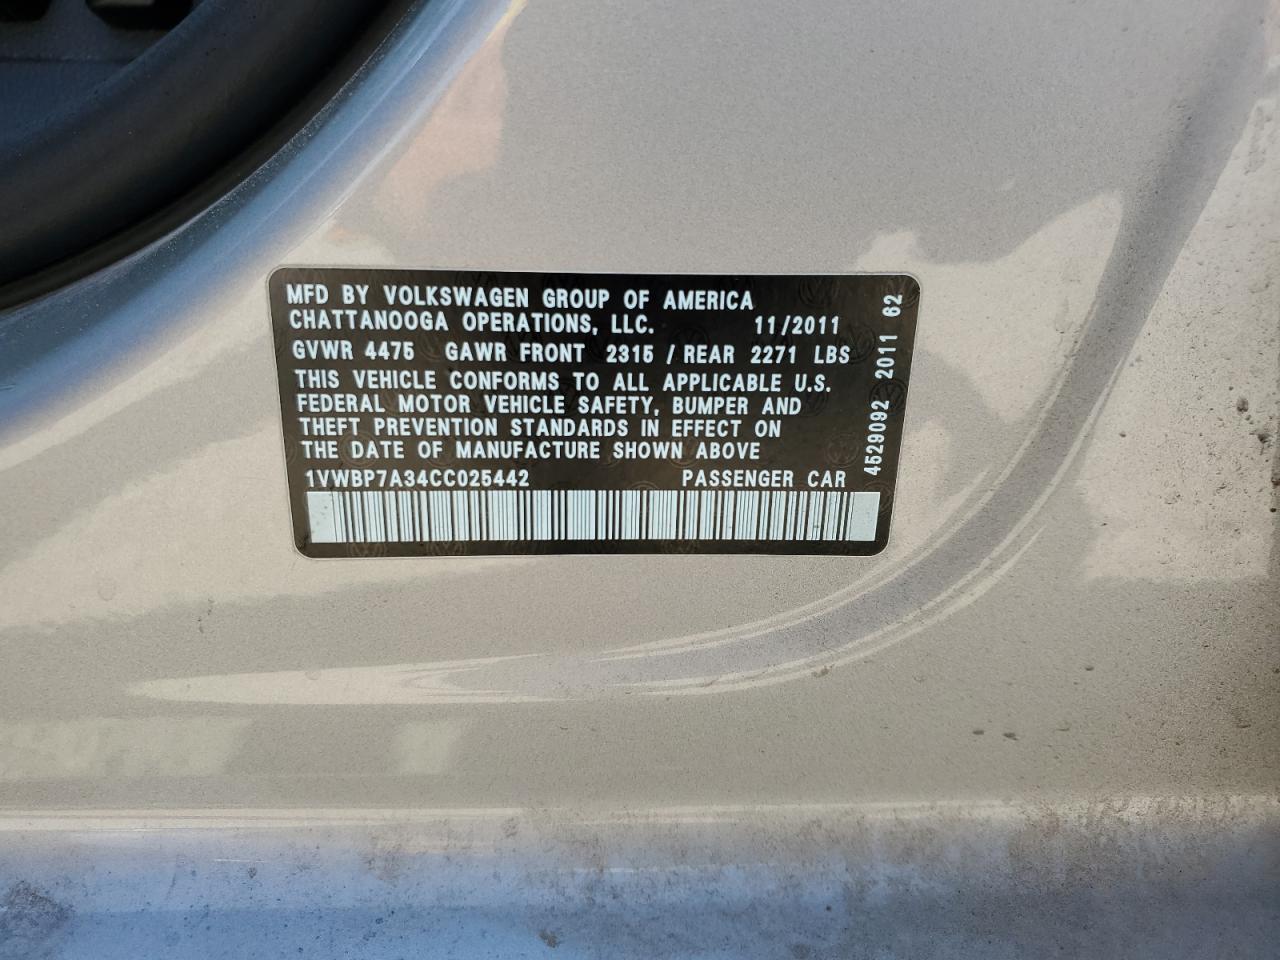 MFD BY VOLKSWAGEN GROUP OF AMERICA
CHATTANOOGA OPERATIONS, LLC. 11/2011
GVWR 4475 GAWR FRONT 2315 / REAR 2271 LBS
THIS VEHICLE CONFORMS TO ALL APPLICABLE U.S.
FEDERAL MOTOR VEHICLE SAFETY, BUMPER AND
THEFT PREVENTION STANDARDS IN EFFECT ON
THE DATE OF MANUFACTURE SHOWN ABOVE
1VWBP7A34CC025442 PASSENGER CAR
4529092 2011 62